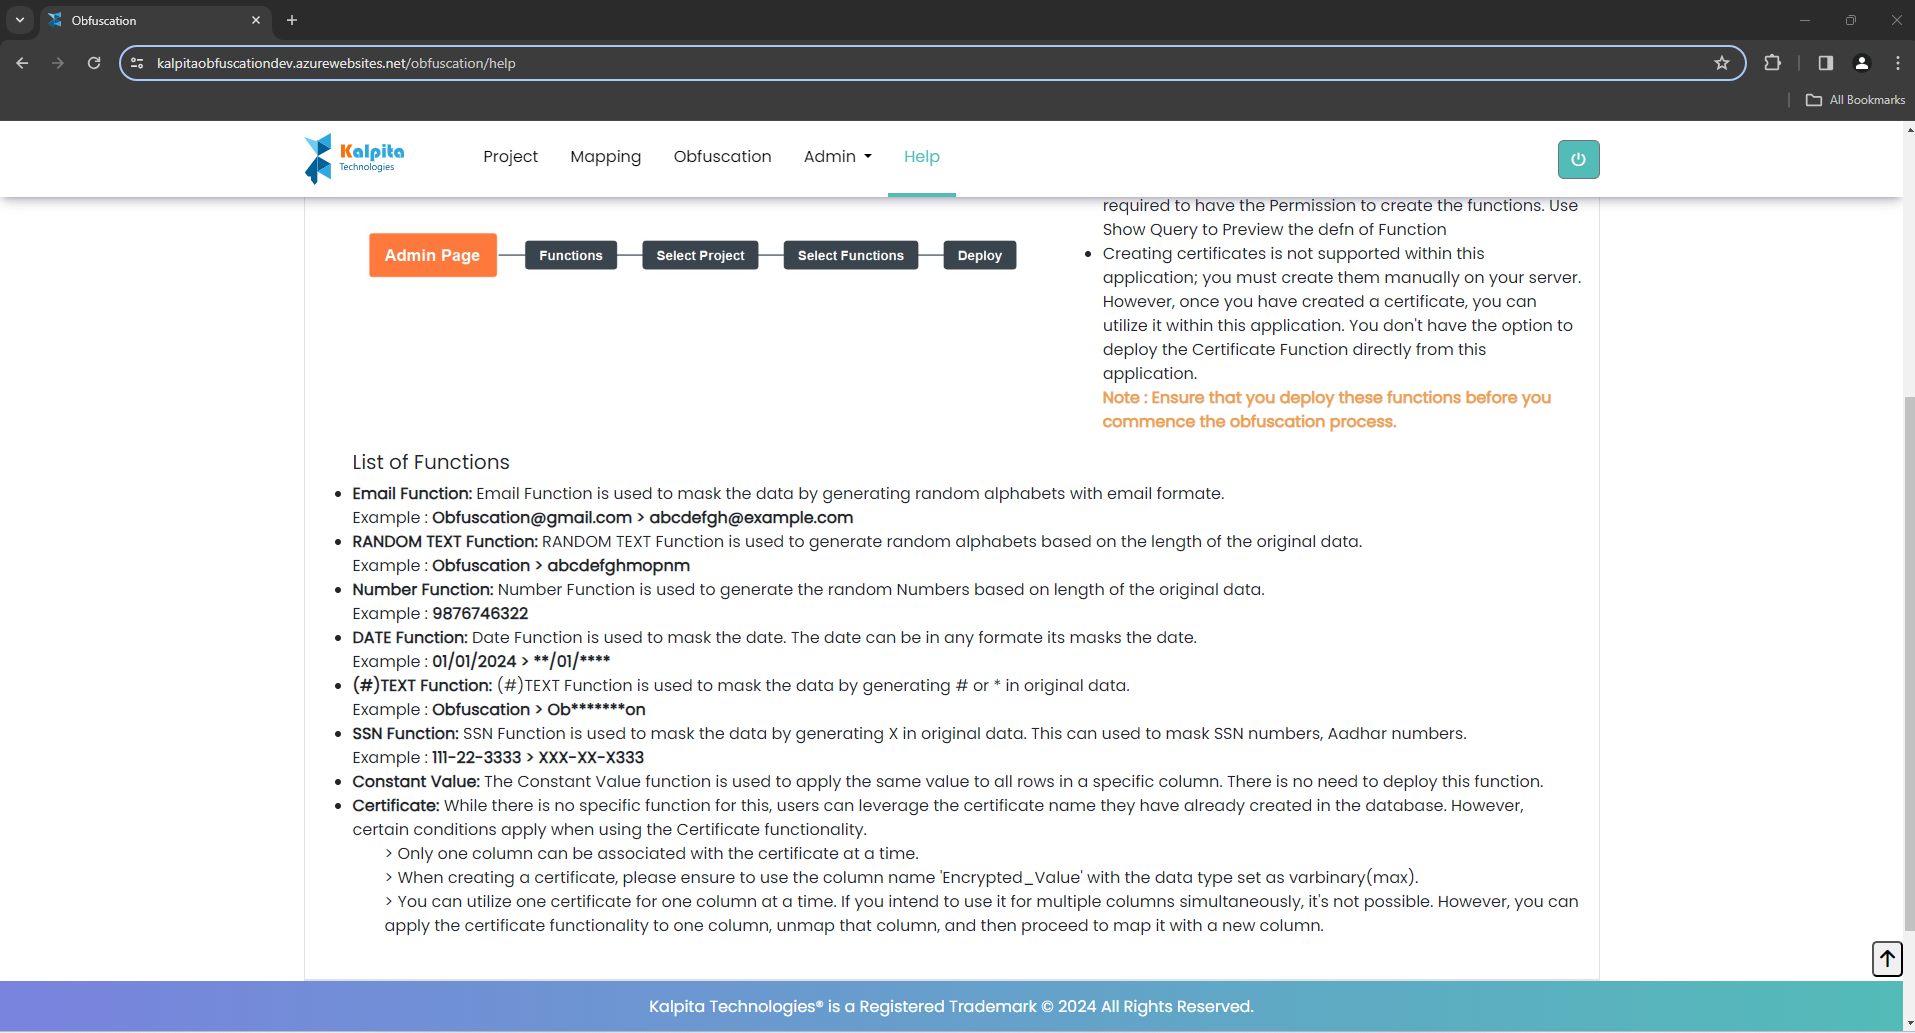 Obfuscation
kalpitaobfuscationdev.azurewebsites.net/obfuscation/help
All Bookmarks
Kalpita
Technologies
Project Mapping Obfuscation Admin Help
required to have the Permission to create the functions. Use
Show Query to Preview the defn of Function
Admin Page Functions Select Project Select Functions Deploy
• Creating certificates is not supported within this
application; you must create them manually on your server.
However, once you have created a certificate, you can
utilize it within this application. You don't have the option to
deploy the Certificate Function directly from this
application.
Note : Ensure that you deploy these functions before you
commence the obfuscation process.
List of Functions
• Email Function: Email Function is used to mask the data by generating random alphabets with email formate.
Example : Obfuscation@gmail.com > abcdefgh@example.com
• RANDOM TEXT Function: RANDOM TEXT Function is used to generate random alphabets based on the length of the original data.
Example : Obfuscation > abcdefghmopnm
• Number Function: Number Function is used to generate the random Numbers based on length of the original data.
Example : 9876746322
• DATE Function: Date Function is used to mask the date. The date can be in any formate its masks the date.
Example : 01/01/2024 > **/01/****
• (#)TEXT Function: (#)TEXT Function is used to mask the data by generating # or * in original data.
Example : Obfuscation > Ob*******on
• SSN Function: SSN Function is used to mask the data by generating X in original data. This can used to mask SSN numbers, Aadhar numbers.
Example : 111-22-3333 > XXX-XX-X333
• Constant Value: The Constant Value function is used to apply the same value to all rows in a specific column. There is no need to deploy this function.
• Certificate: While there is no specific function for this, users can leverage the certificate name they have already created in the database. However,
certain conditions apply when using the Certificate functionality.
> Only one column can be associated with the certificate at a time.
> When creating a certificate, please ensure to use the column name 'Encrypted_Value' with the data type set as varbinary(max).
> You can utilize one certificate for one column at a time. If you intend to use it for multiple columns simultaneously, it's not possible. However, you can
apply the certificate functionality to one column, unmap that column, and then proceed to map it with a new column.
Kalpita Technologies® is a Registered Trademark © 2024 All Rights Reserved.